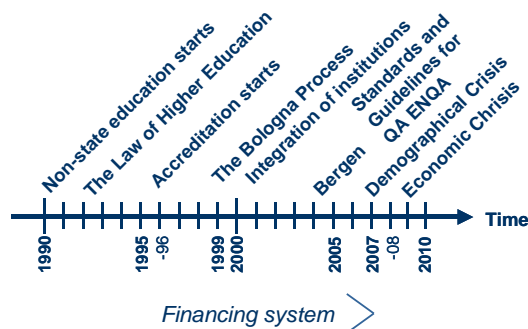 Non-state education starts
The Law of Higher Education
Accreditation starts
The Bologna Process
Integration of institutions
Bergen
Standards and
Guidelines for
QA ENQA
Demographical Crisis
Economic Chrisis
Time
1990
1995
-96
1999
2000
2005
2007
-08
2010
Financing system